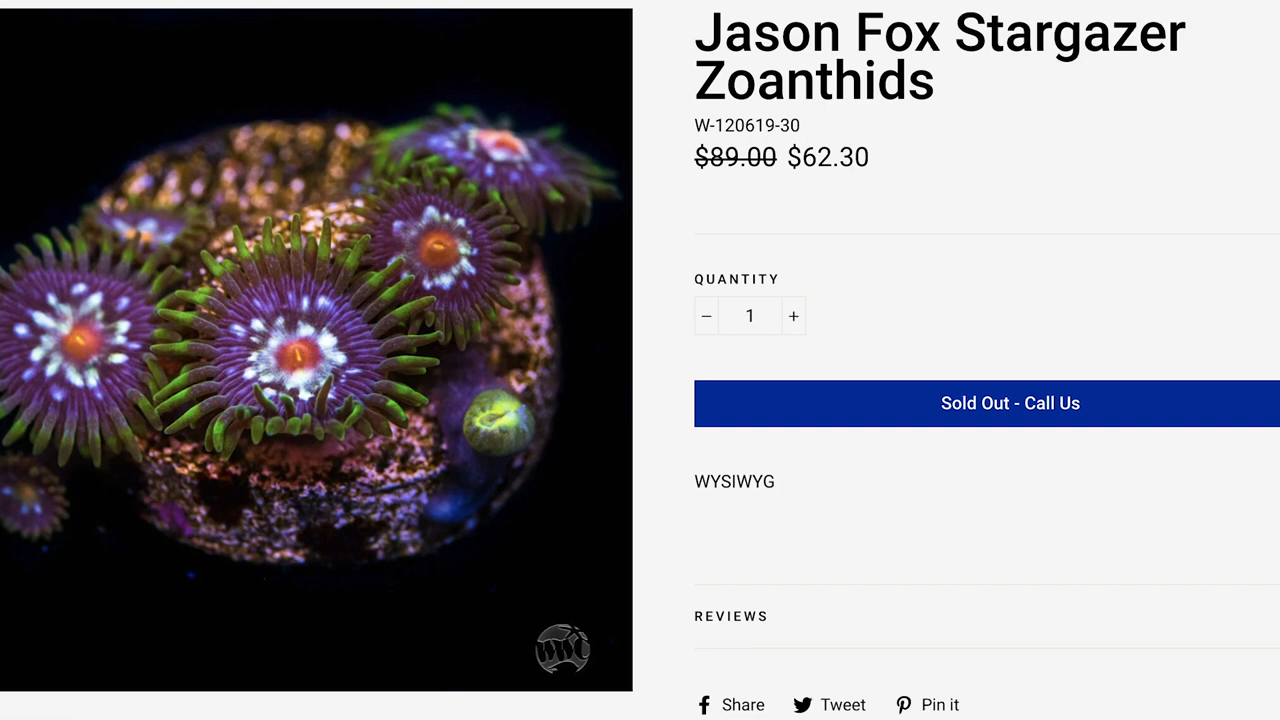 Jason Fox Stargazer
Zoanthids
W-120619-30
$89.00 $62.30
QUANTITY
− 1 +
Sold Out - Call Us
WYSIWYG
REVIEWS
Share Tweet Pin it
WWC